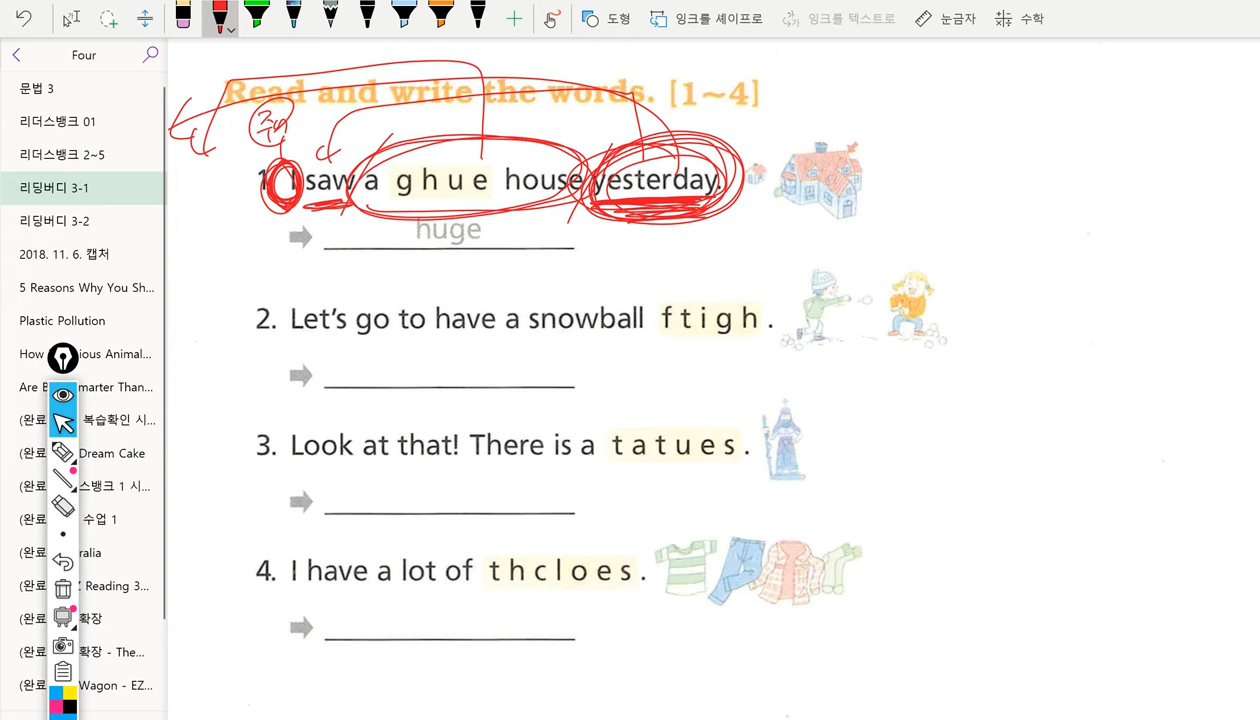 도형
잉크를 셰이프로
잉크를 텍스트로
눈금자
수학
Four
문법 3
리더스뱅크 01
리더스뱅크 2~5
리딩버디 3-1
리딩버디 3-2
2018. 11. 6. 캡처
5 Reasons Why You Sh...
Plastic Pollution
How ious Animal...
Are B marter Than...
(완료 복습확인 시...
(완료 Dream Cake
(완료 스뱅크 1 시...
(완료 수업 1
(완료 ralia
(완료 Reading 3...
(완료 확장
(완료 확장 - The...
(완료 Wagon - EZ...
Read and write the words. [1~4]
주어
1. I saw a g h u e house yesterday.
huge
2. Let's go to have a snowball f t i g h .
3. Look at that! There is a t a t u e s .
4. I have a lot of t h c l o e s .